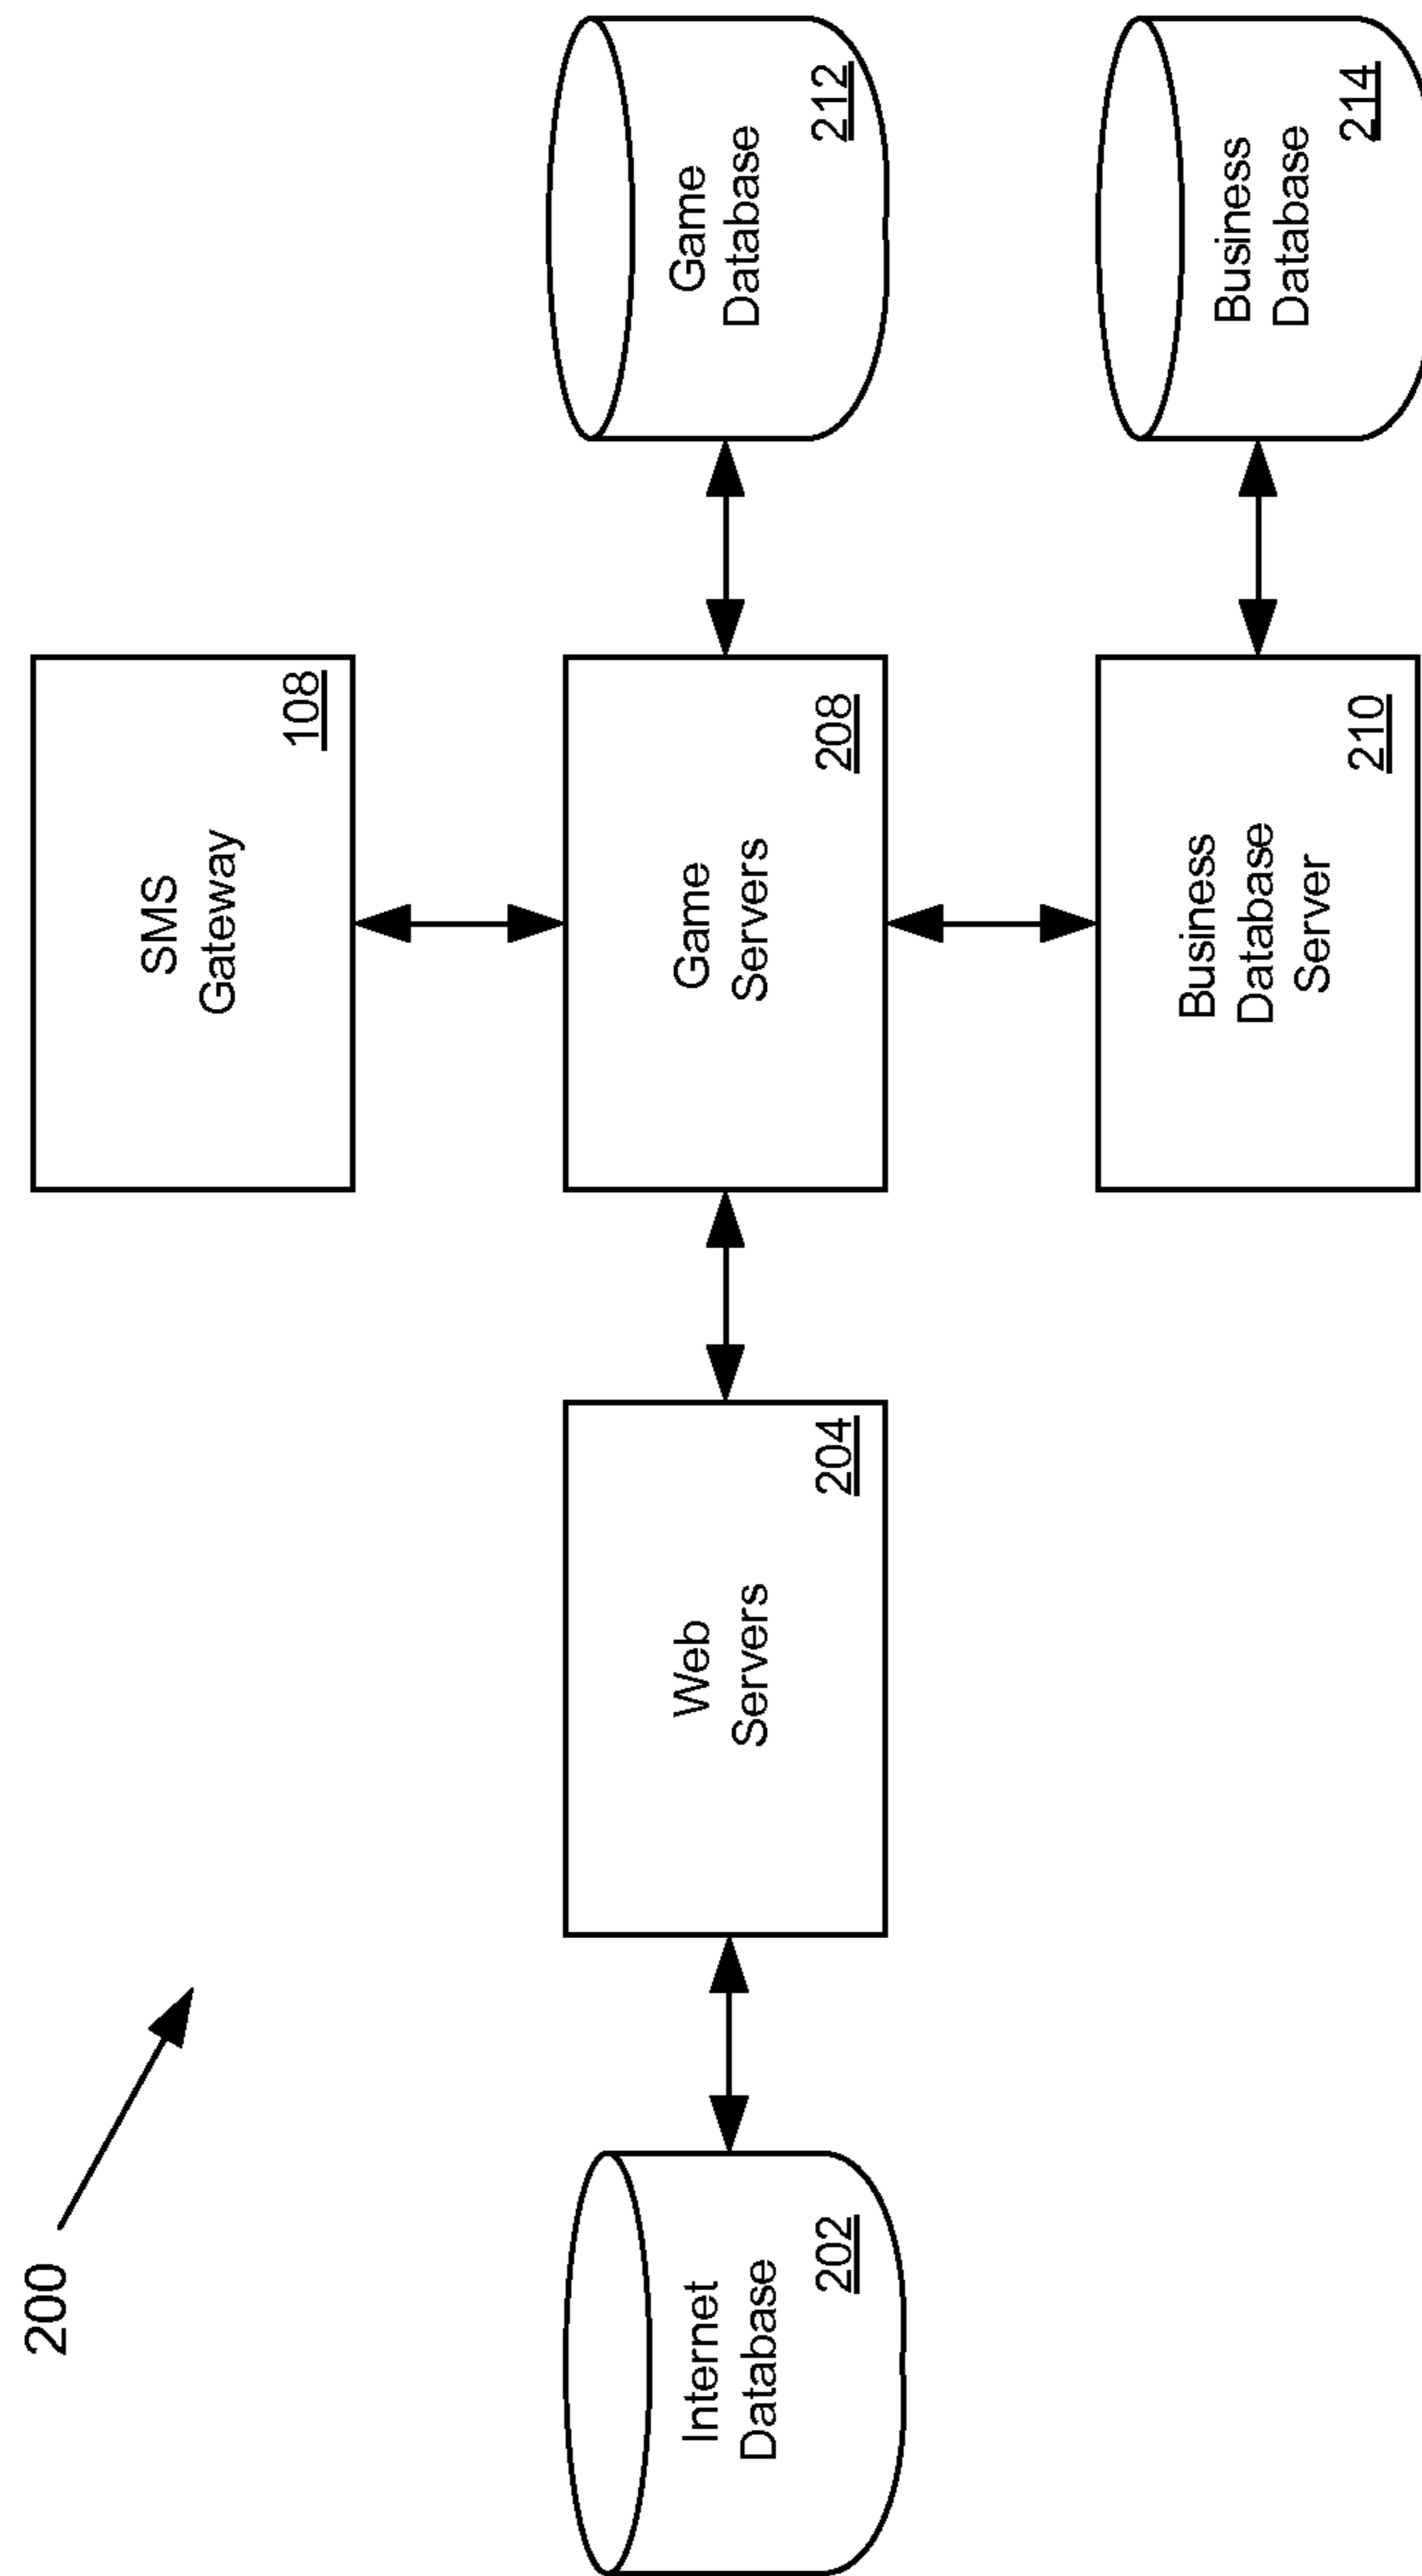 200
SMS
Gateway
108
Internet
Database
202
Web
Servers
204
Game
Servers
208
Game
Database
212
Business
Database
Server
210
Business
Database
214